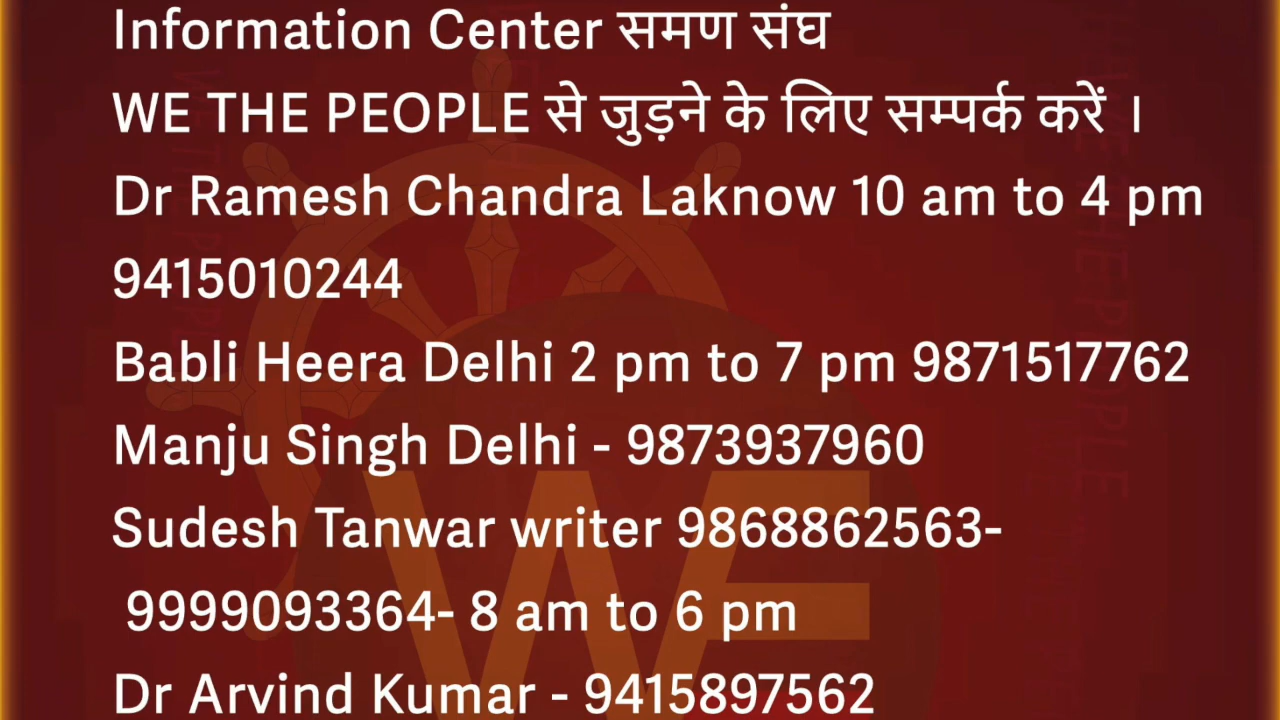 Information Center समण संघ
WE THE PEOPLE से जुड़ने के लिए सम्पर्क करें ।
Dr Ramesh Chandra Laknow 10 am to 4 pm
9415010244
Babli Heera Delhi 2 pm to 7 pm 9871517762
Manju Singh Delhi - 9873937960
Sudesh Tanwar writer 9868862563-
9999093364- 8 am to 6 pm
Dr Arvind Kumar - 9415897562
WE